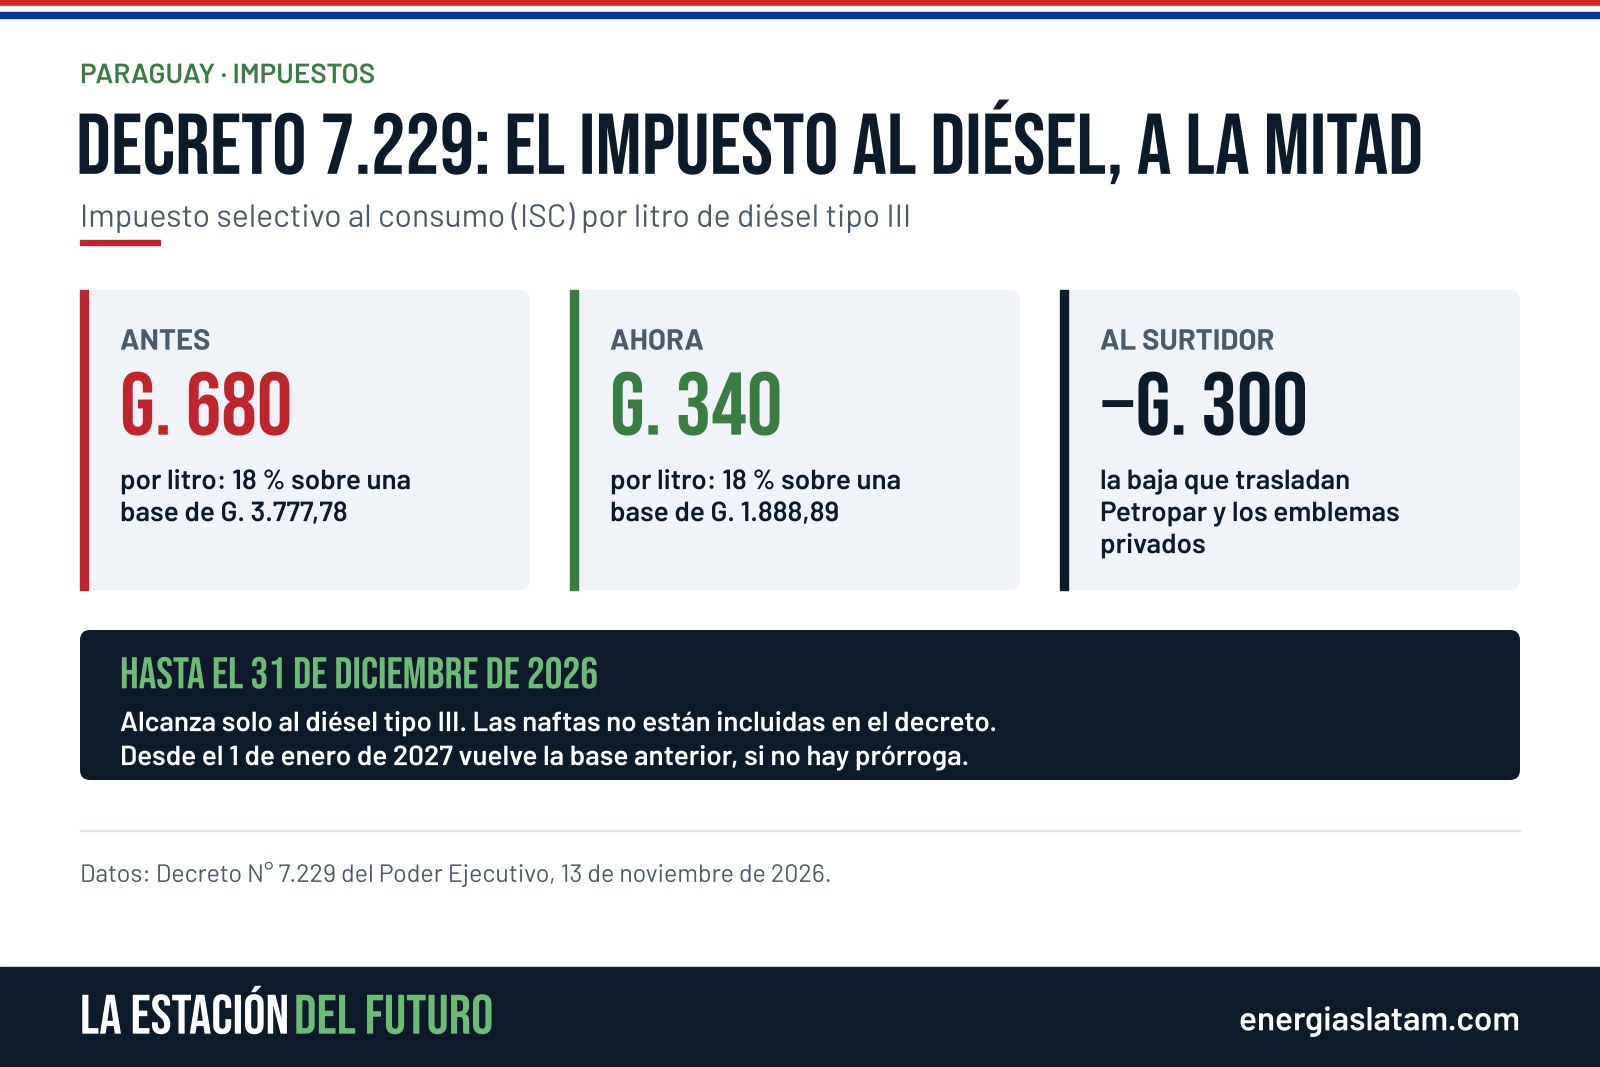 PARAGUAY · IMPUESTOS
DECRETO 7.229: EL IMPUESTO AL DIÉSEL, A LA MITAD
Impuesto selectivo al consumo (ISC) por litro de diésel tipo III
ANTES
G. 680
por litro: 18 % sobre una
base de G. 3.777,78
AHORA
G. 340
por litro: 18 % sobre una
base de G. 1.888,89
AL SURTIDOR
–G. 300
la baja que trasladan
Petropar y los emblemas
privados
HASTA EL 31 DE DICIEMBRE DE 2026
Alcanza solo al diésel tipo III. Las naftas no están incluidas en el decreto.
Desde el 1 de enero de 2027 vuelve la base anterior, si no hay prórroga.
Datos: Decreto N° 7.229 del Poder Ejecutivo, 13 de noviembre de 2026.
LA ESTACIÓN DEL FUTURO
energiaslatam.com